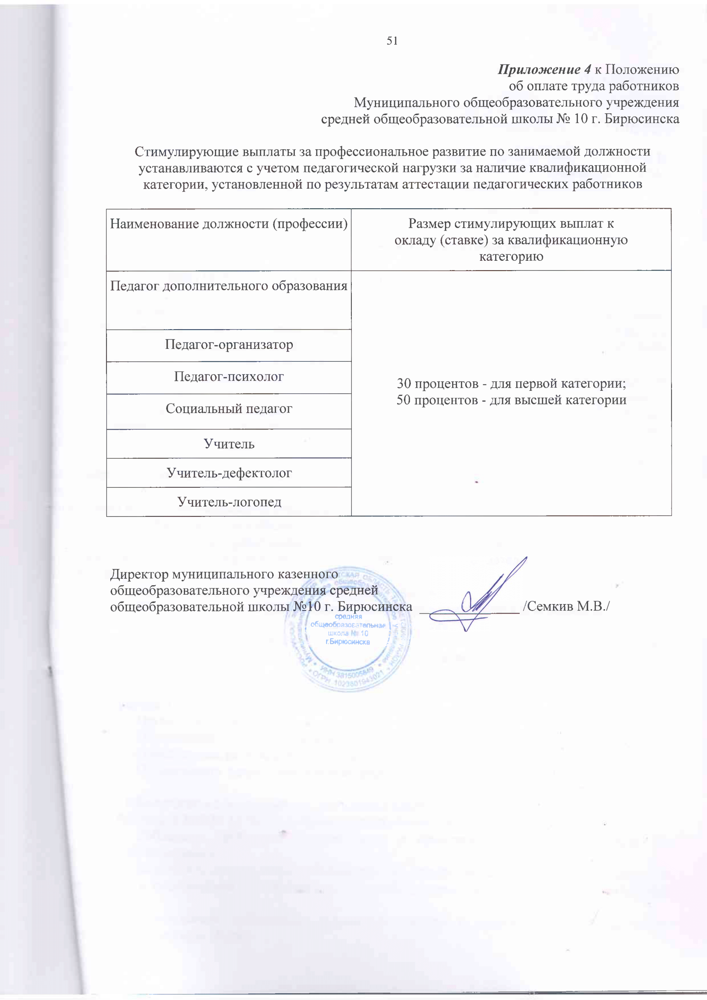 51
Приложение 4 к Положению
об оплате труда работников
Муниципального общеобразовательного учреждения
средней общеобразовательной школы № 10 г. Бирюсинска
Стимулирующие выплаты за профессиональное развитие по занимаемой должности
устанавливаются с учетом педагогической нагрузки за наличие квалификационной
категории, установленной по результатам аттестации педагогических работников
Наименование должности (профессии)
Размер стимулирующих выплат к
окладу (ставке) за квалификационную
категорию
Педагог дополнительного образования
Педагог-организатор
Педагог-психолог
Социальный педагог
Учитель
Учитель-дефектолог
Учитель-логопед
30 процентов - для первой категории;
50 процентов - для высшей категории
Директор муниципального казенного
общеобразовательного учреждения средней
общеобразовательной школы №10 г. Бирюсинска /Семкив М.В./
средняя
общеобразовательная
школа № 10
г.Бирюсинска
ИНН 3815005849
ОГРН 1023801943021